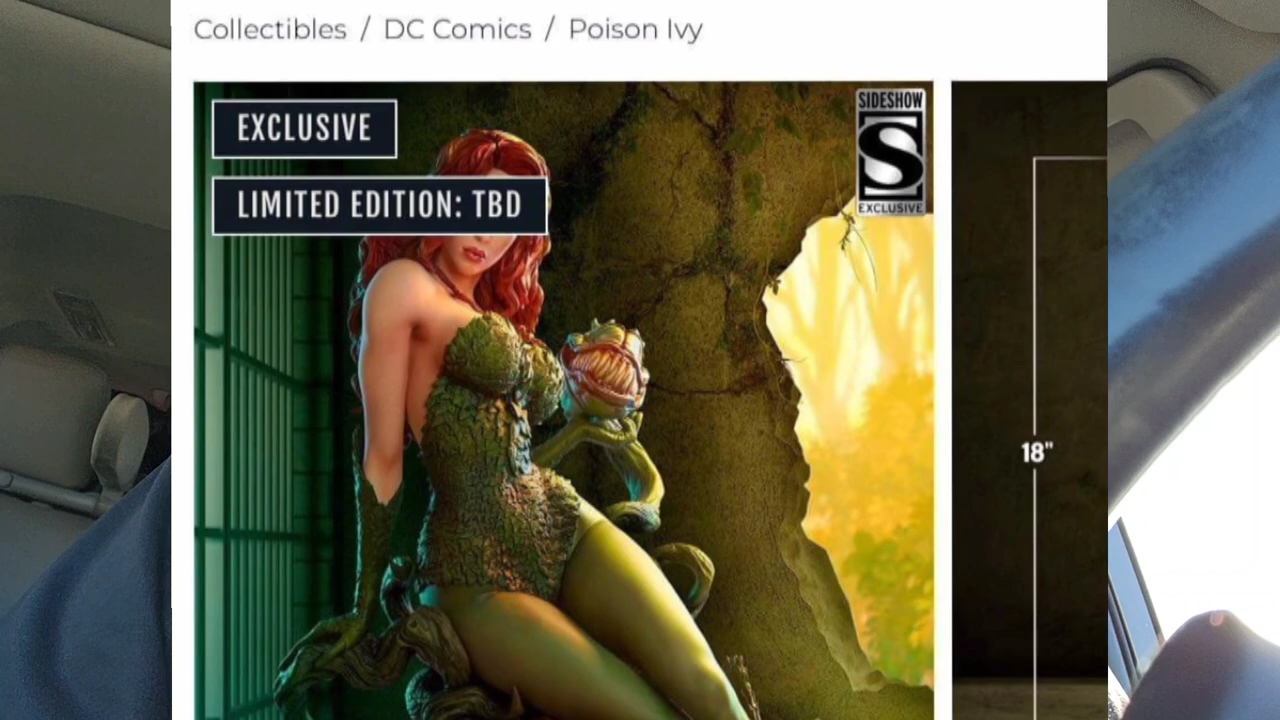 Collectibles / DC Comics / Poison Ivy
EXCLUSIVE
LIMITED EDITION: TBD
SIDESHOW
S
EXCLUSIVE
18"